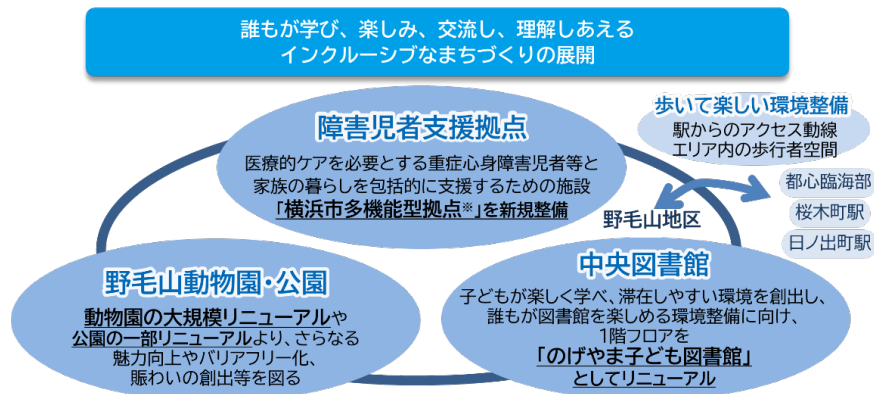 誰もが学び、楽しみ、交流し、理解しあえる
インクルーシブなまちづくりの展開
障害児者支援拠点
医療的ケアを必要とする重症心身障害児者等と
家族の暮らしを包括的に支援するための施設
「横浜市多機能型拠点※」を新規整備
歩いて楽しい環境整備
駅からのアクセス動線
エリア内の歩行者空間
都心臨海部
桜木町駅
日ノ出町駅
野毛山地区
野毛山動物園・公園
動物園の大規模リニューアルや
公園の一部リニューアルより、さらなる
魅力向上やバリアフリー化、
賑わいの創出等を図る
中央図書館
子どもが楽しく学べ、滞在しやすい環境を創出し、
誰もが図書館を楽しめる環境整備に向け、
1階フロアを
「のげやま子ども図書館」
としてリニューアル